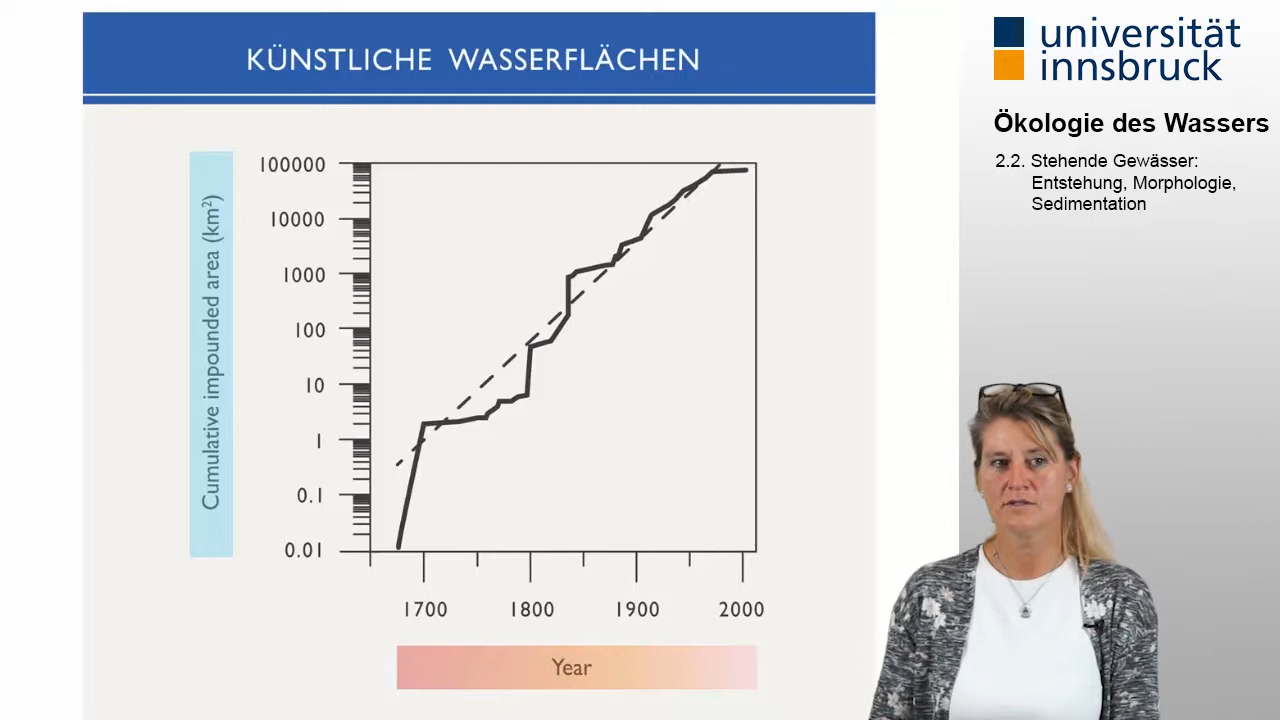 KÜNSTLICHE WASSERFLÄCHEN
universität
innsbruck
Ökologie des Wassers
2.2. Stehende Gewässer:
Entstehung, Morphologie,
Sedimentation
Cumulative impounded area (km²)
100000
10000
1000
100
10
1
0.1
0.01
1700 1800 1900 2000
Year